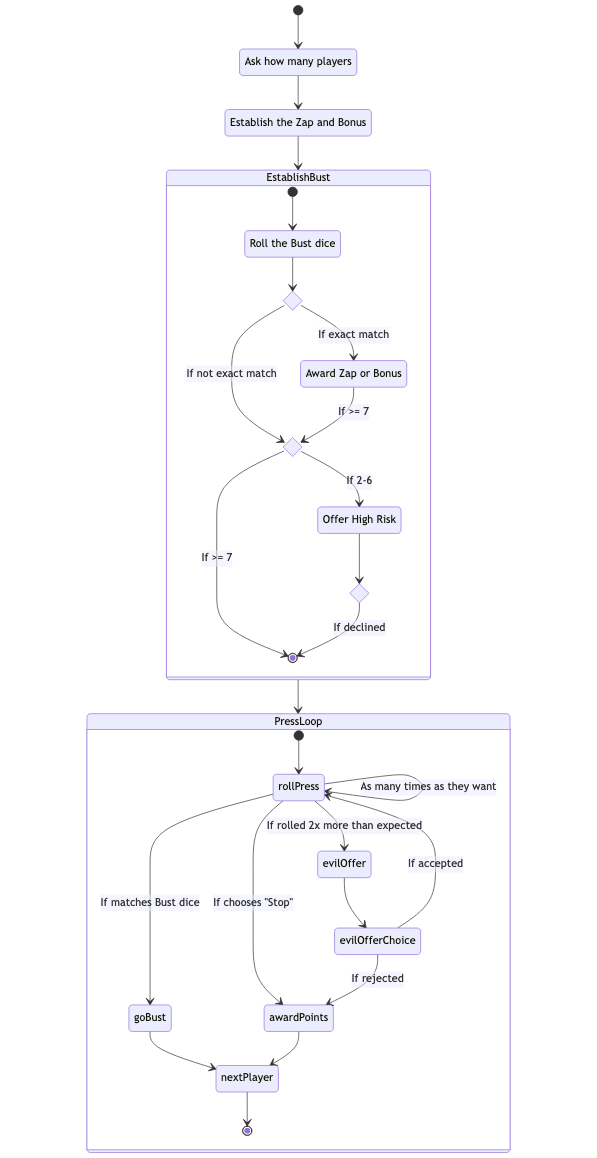 Ask how many players
Establish the Zap and Bonus
EstablishBust
Roll the Bust dice
If exact match
If not exact match
Award Zap or Bonus
If >= 7
If 2-6
Offer High Risk
If >= 7
If declined
PressLoop
rollPress
As many times as they want
If rolled 2x more than expected
evilOffer
If accepted
If matches Bust dice
If chooses "Stop"
evilOfferChoice
If rejected
goBust
awardPoints
nextPlayer